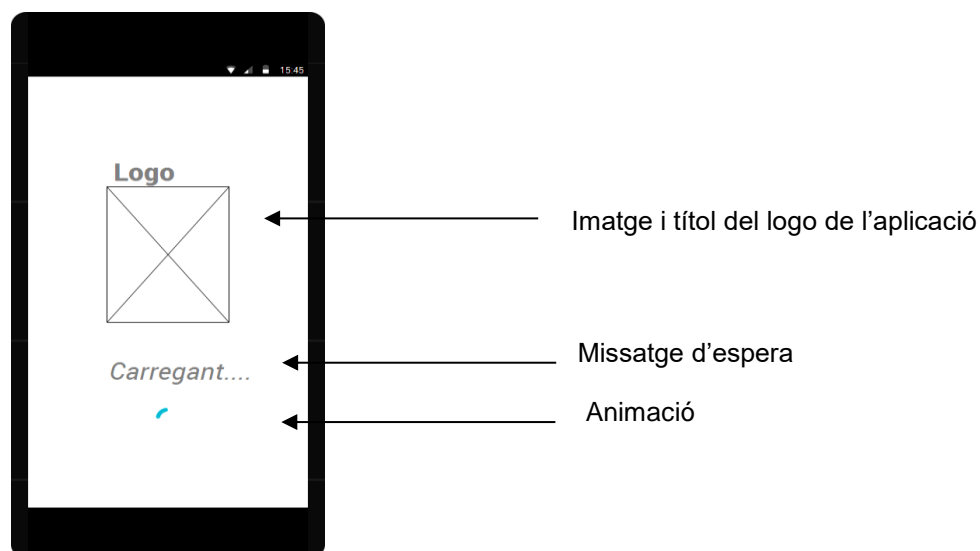 15:45
Logo
Imatge i títol del logo de l’aplicació
Carregant....
Missatge d’espera
Animació